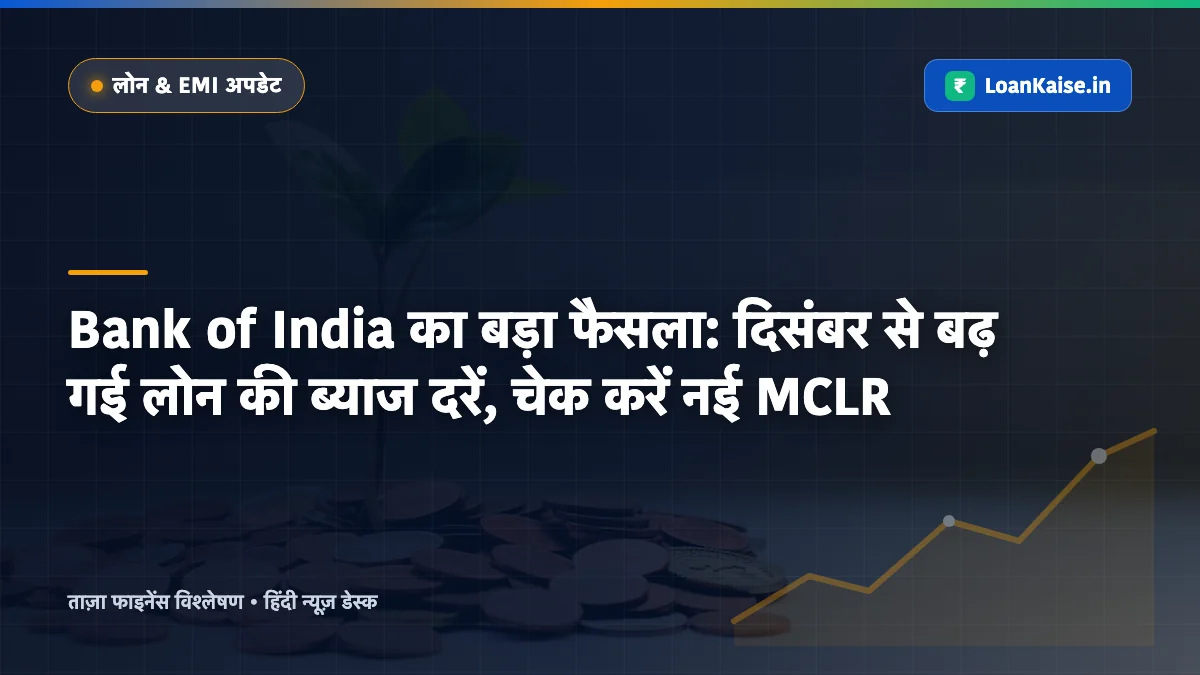 लोन & EMI अपडेट
₹ LoanKaise.in
Bank of India का बड़ा फैसला: दिसंबर से बढ़
गई लोन की ब्याज दरें, चेक करें नई MCLR
ताज़ा फाइनेंस विश्लेषण • हिंदी न्यूज़ डेस्क